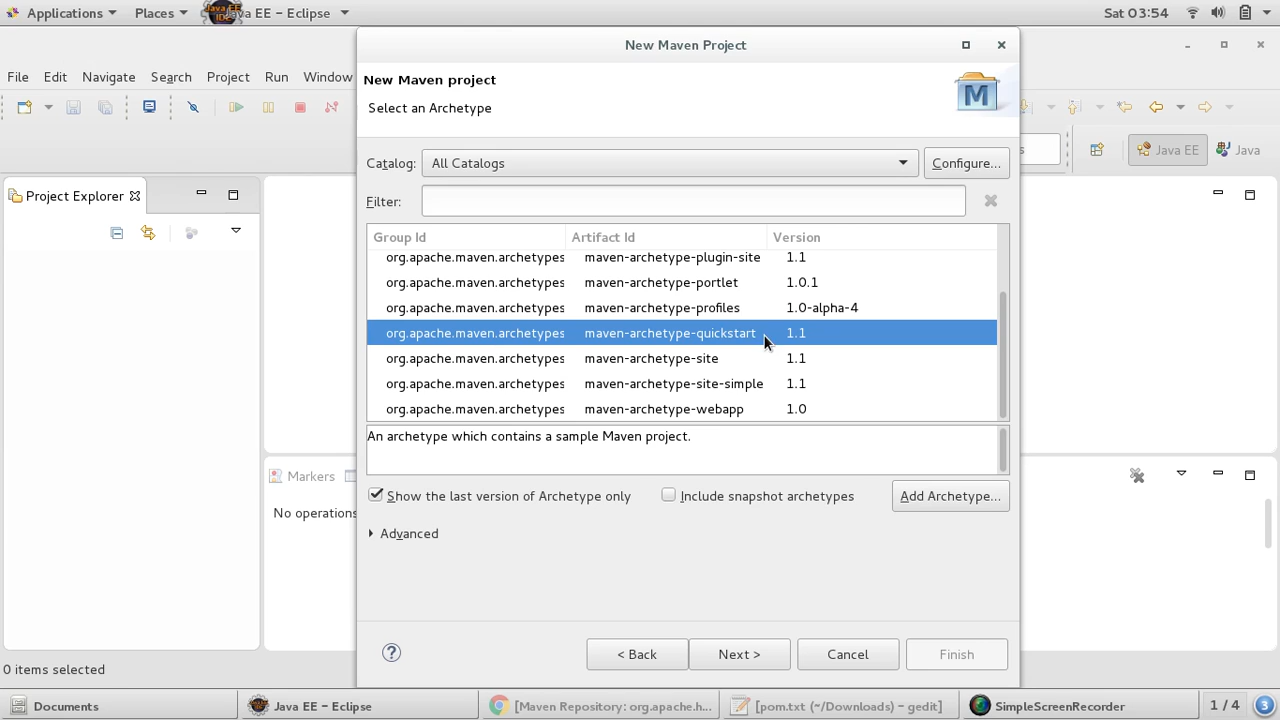 Applications Places Java EE - Eclipse Sat 03:54
New Maven Project
File Edit Navigate Search Project Run Window
New Maven project
Select an Archetype
Catalog: All Catalogs Configure...
Java EE Java
Project Explorer
Filter:
Group Id Artifact Id Version
org.apache.maven.archetypes maven-archetype-plugin-site 1.1
org.apache.maven.archetypes maven-archetype-portlet 1.0.1
org.apache.maven.archetypes maven-archetype-profiles 1.0-alpha-4
org.apache.maven.archetypes maven-archetype-quickstart 1.1
org.apache.maven.archetypes maven-archetype-site 1.1
org.apache.maven.archetypes maven-archetype-site-simple 1.1
org.apache.maven.archetypes maven-archetype-webapp 1.0
An archetype which contains a sample Maven project.
Markers
Show the last version of Archetype only Include snapshot archetypes Add Archetype...
No operations
Advanced
? < Back Next > Cancel Finish
0 items selected
Documents Java EE - Eclipse [Maven Repository: org.apache.h... [pom.txt (~/Downloads) - gedit] SimpleScreenRecorder 1 / 4 3